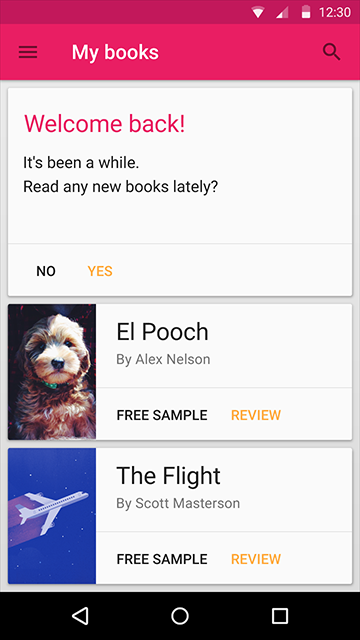 12:30
My books
Welcome back!
It's been a while.
Read any new books lately?
NO YES
El Pooch
By Alex Nelson
FREE SAMPLE REVIEW
The Flight
By Scott Masterson
FREE SAMPLE REVIEW